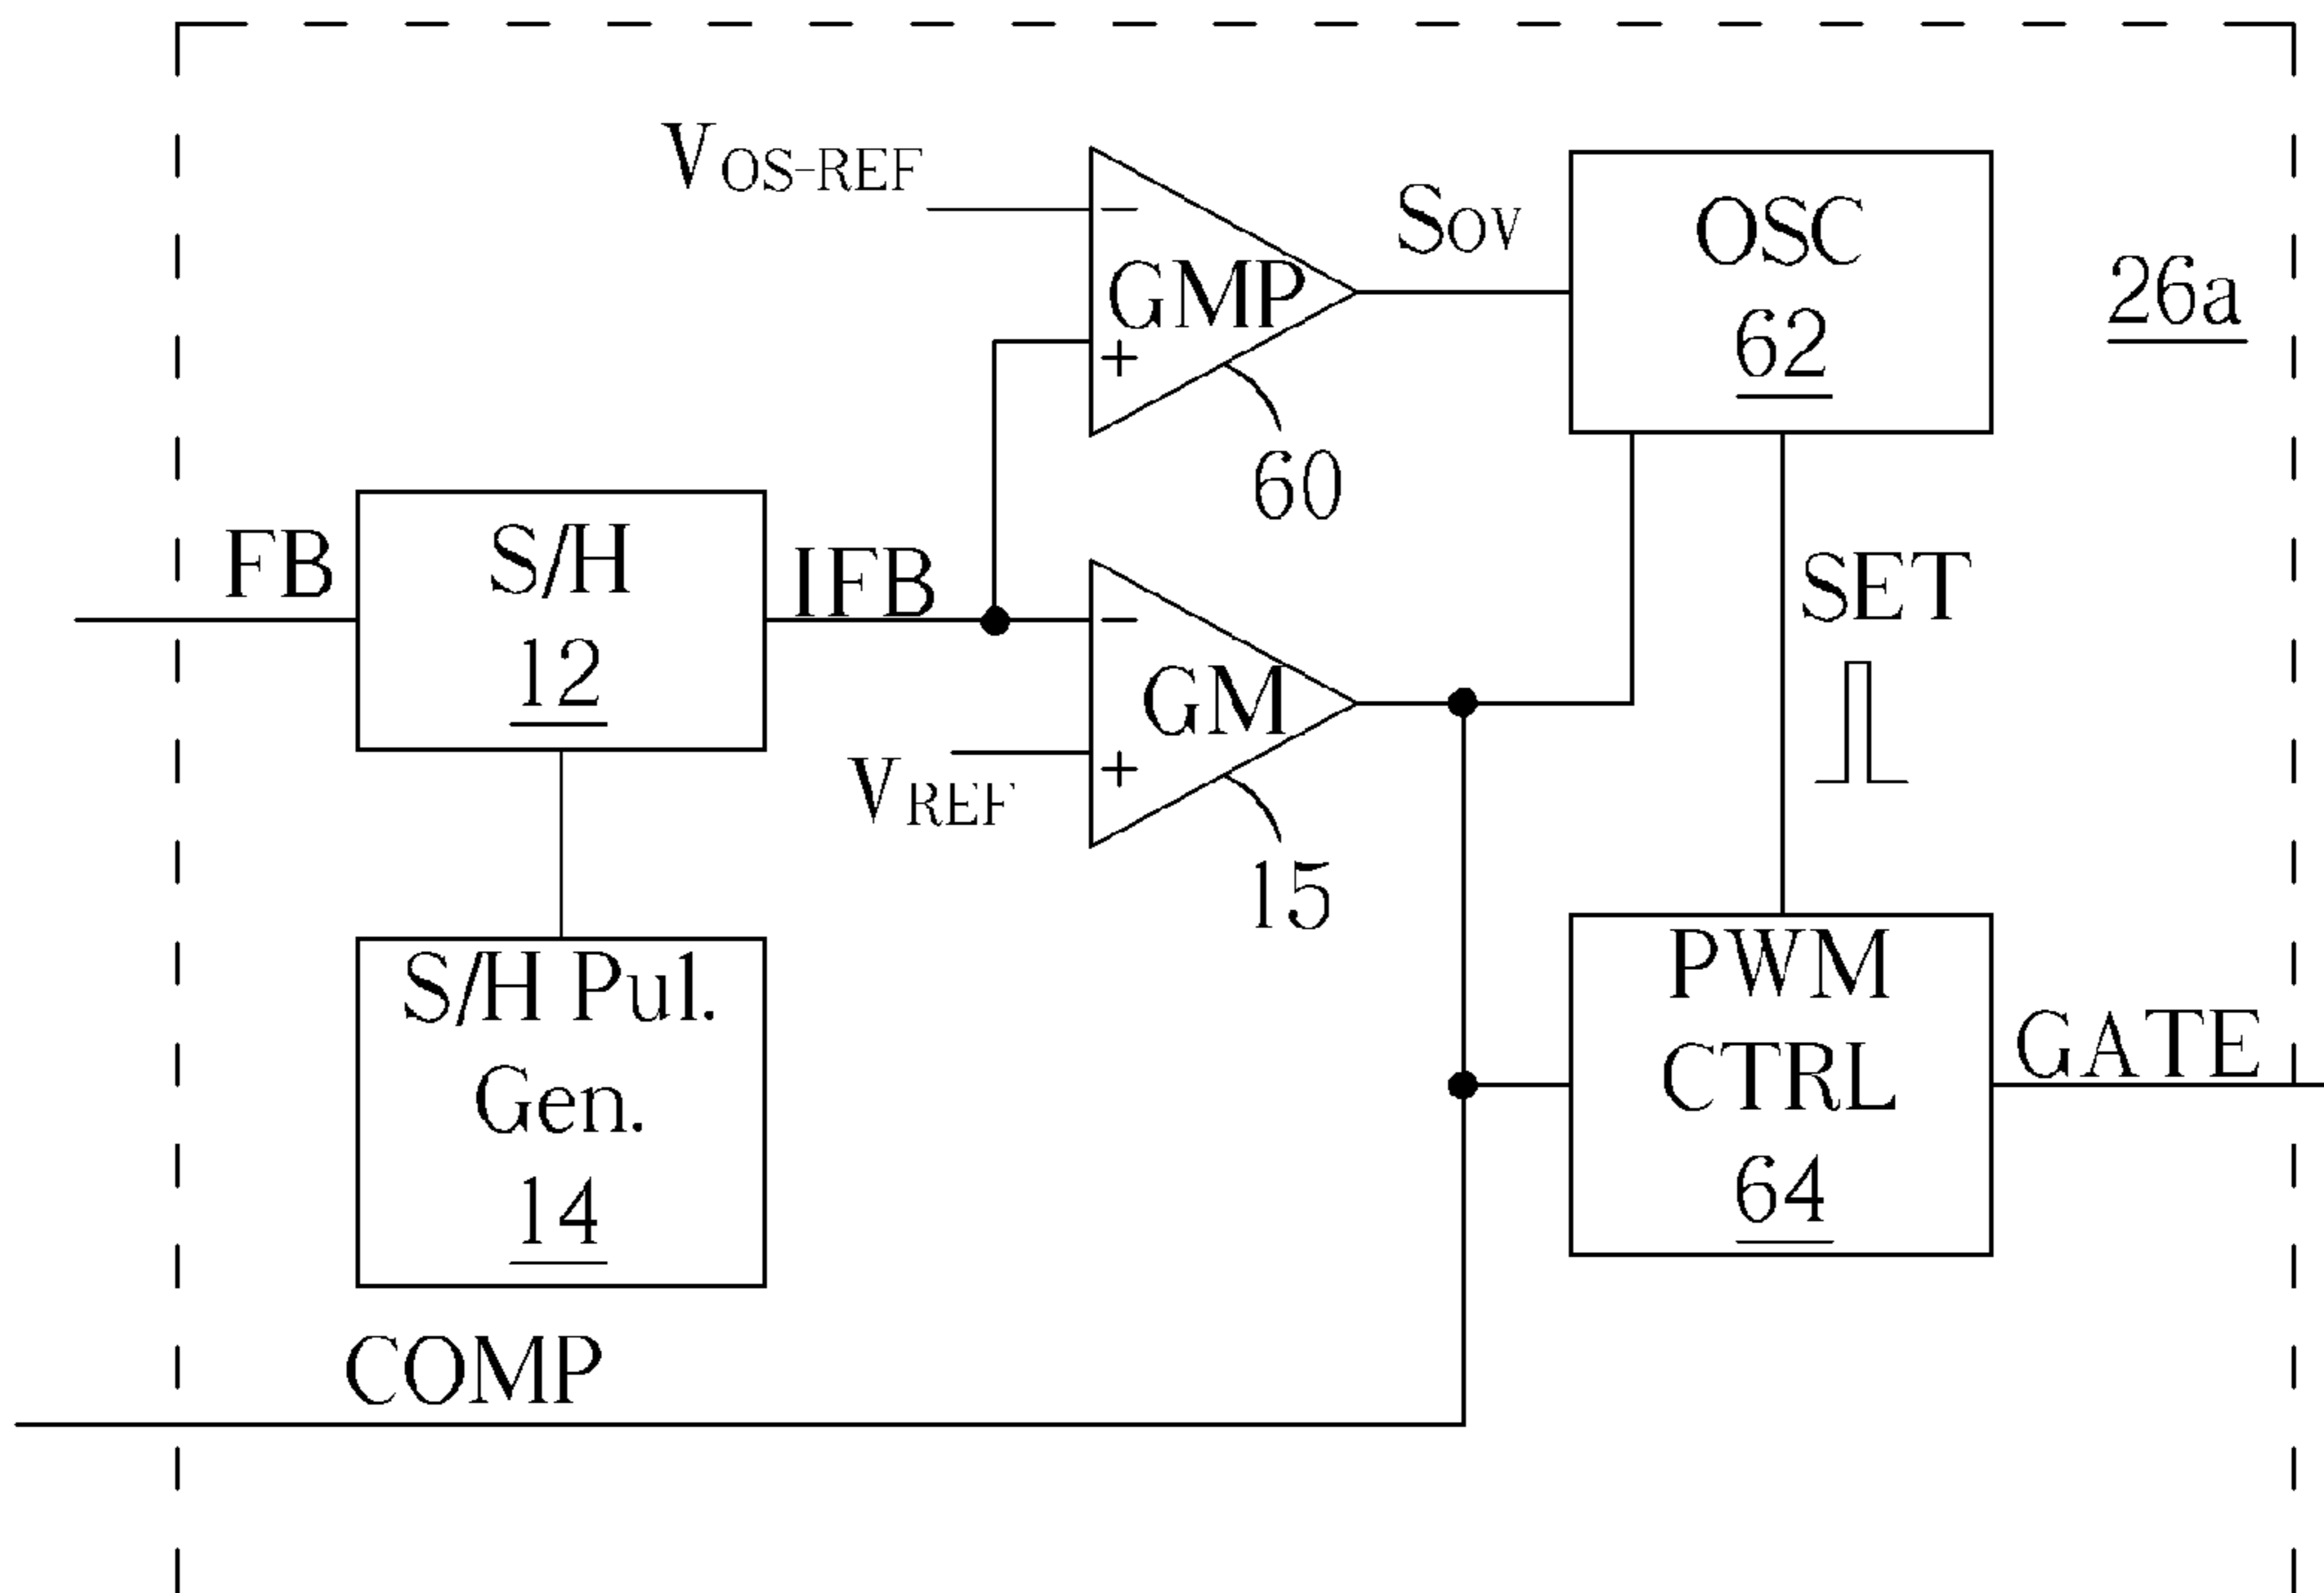 VOS-REF
SOV
OSC
62
26a
GMP
−
+
60
FB
S/H
12
IFB
−
GM
+
VREF
15
SET
S/H Pul.
Gen.
14
PWM
CTRL
64
GATE
COMP